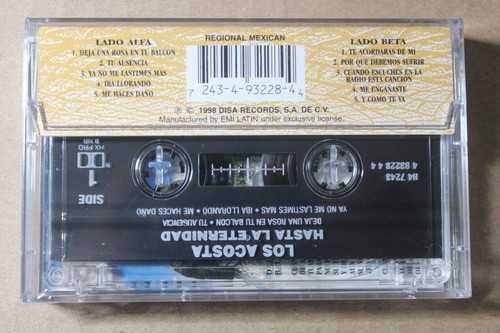 REGIONAL MEXICAN
LADO ALFA
1. DEJA UNA ROSA EN TU BALCON
2. TU AUSENCIA
3. YA NO ME LASTIMES MAS
4. IBA LLORANDO
5. ME HACES DAÑO
7 243-4-93228-4 4
LADO BETA
1. TE ACORDARAS DE MI
2. POR QUE DEBEMOS SUFRIR
3. CUANDO ESCUCHES EN LA
RADIO ESTA CANCION
4. ME ENGAÑASTE
5. Y COMO TE VA
℗ © 1998 DISA RECORDS, S.A. DE C.V.
Manufactured by EMI LATIN under exclusive license.
LOS ACOSTA
HASTA LA ETERNIDAD
DEJA UNA ROSA EN TU BALCON • TU AUSENCIA •
YA NO ME LASTIMES MAS • IBA LLORANDO • ME HACES DAÑO
SIDE
1
HX PRO
B NR
H4 7243
4 93228 4 4